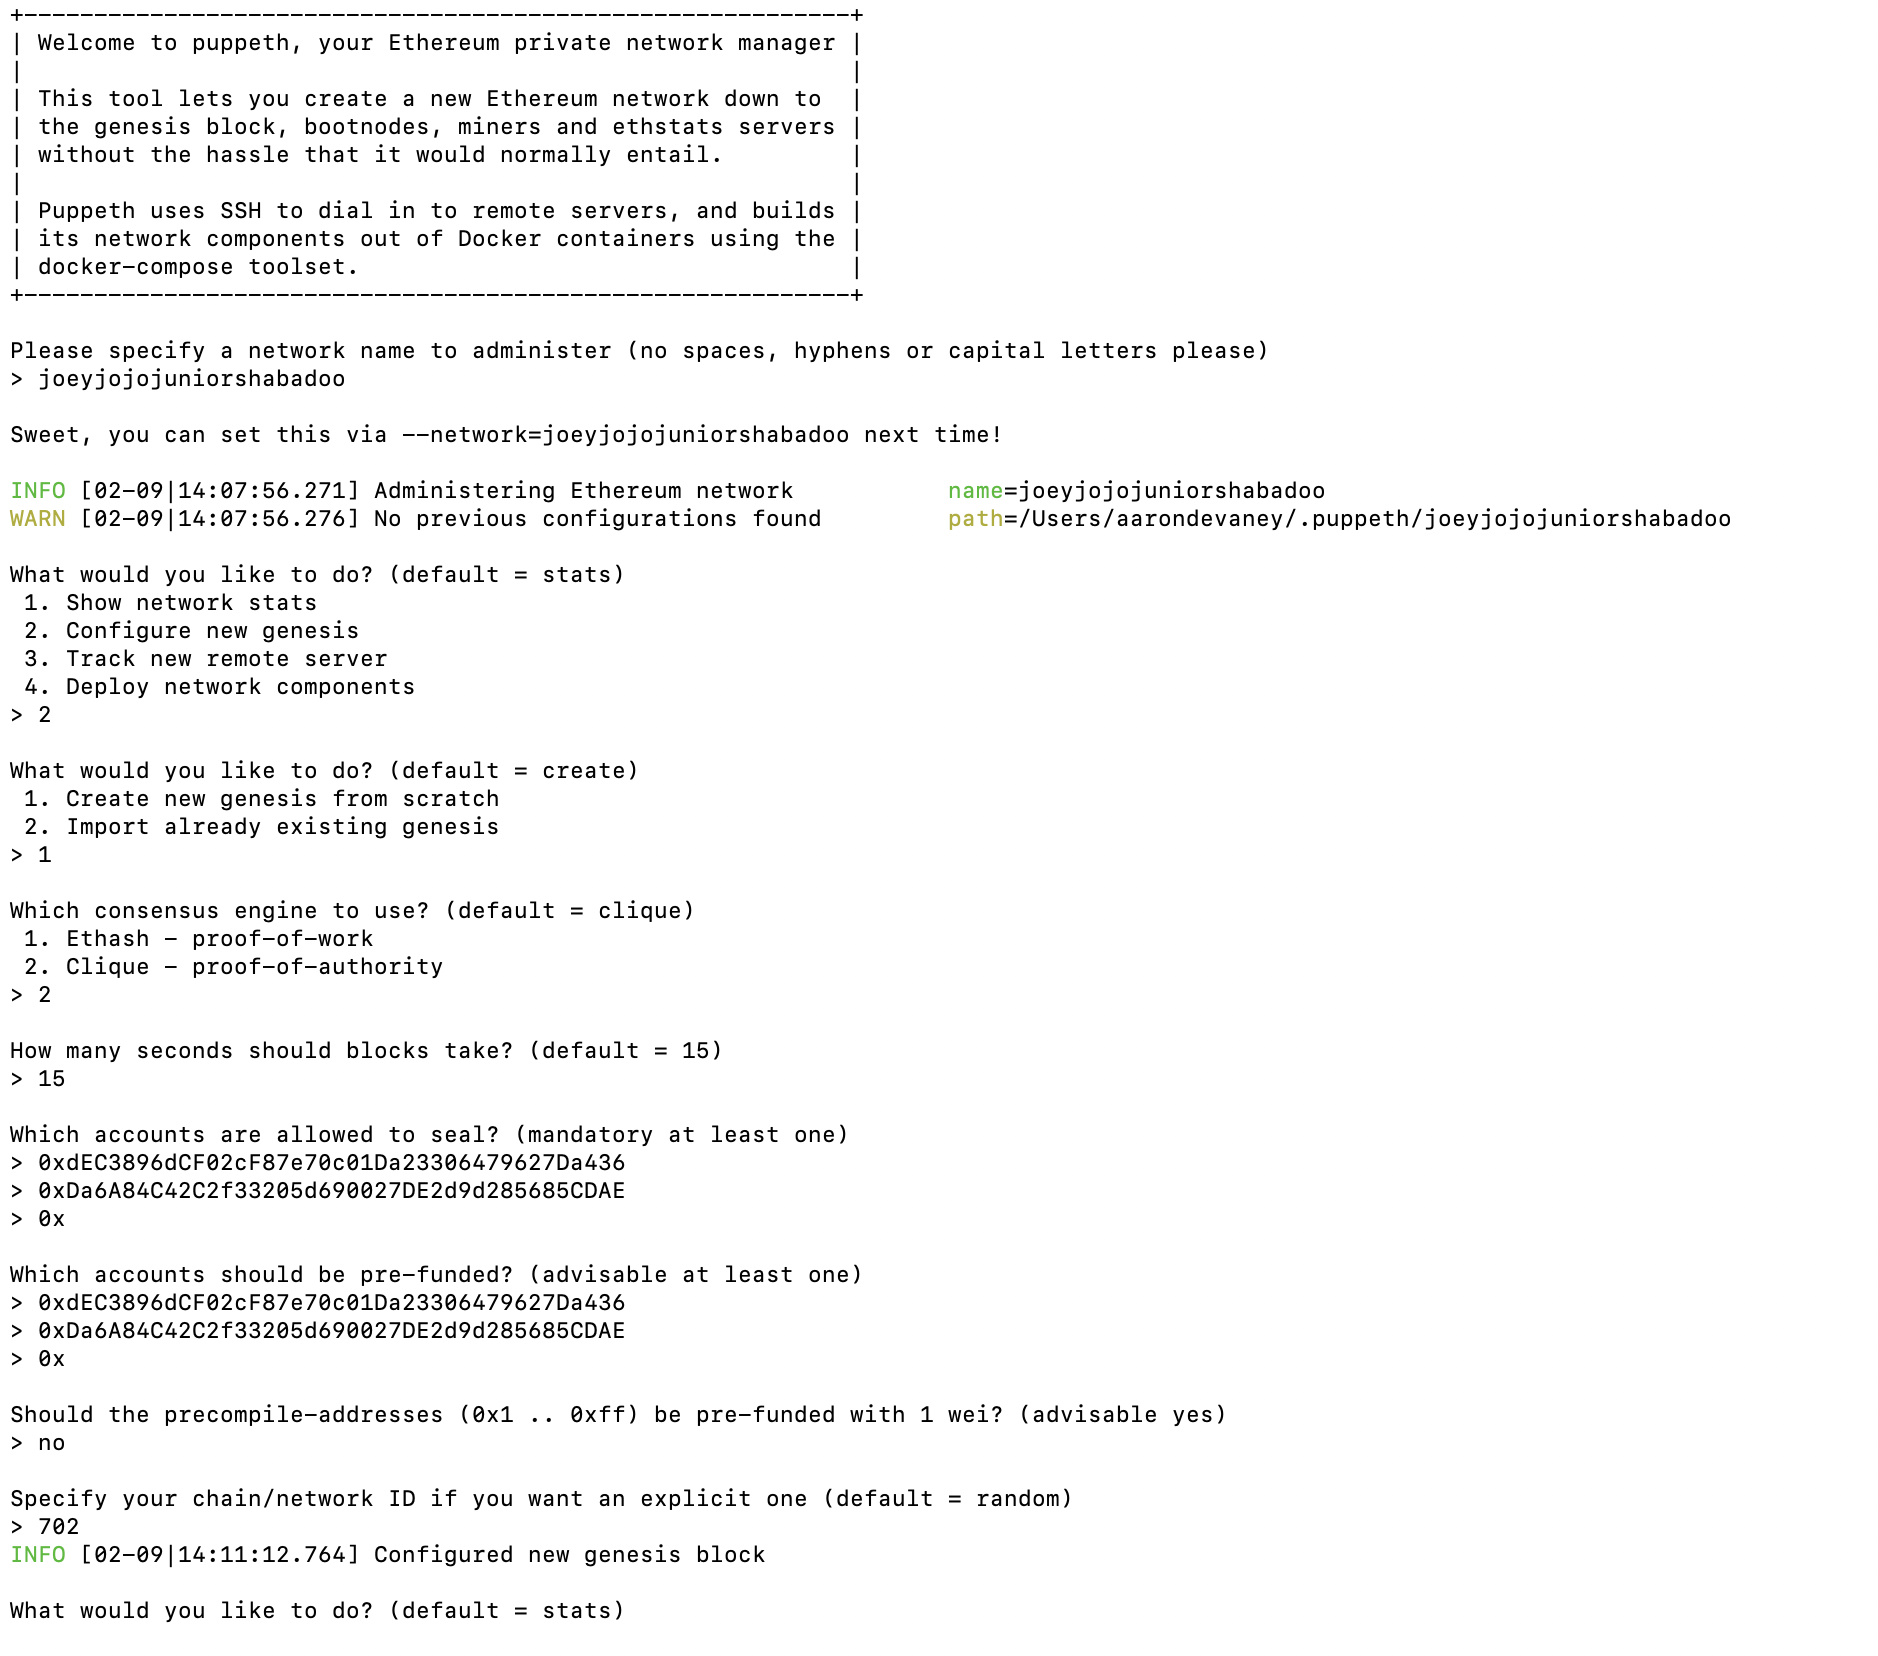 +-----------------------------------------------------------+
| Welcome to puppeth, your Ethereum private network manager |
|                                                           |
| This tool lets you create a new Ethereum network down to  |
| the genesis block, bootnodes, miners and ethstats servers |
| without the hassle that it would normally entail.         |
|                                                           |
| Puppeth uses SSH to dial in to remote servers, and builds |
| its network components out of Docker containers using the |
| docker-compose toolset.                                   |
+-----------------------------------------------------------+
Please specify a network name to administer (no spaces, hyphens or capital letters please)
> joeyjojojuniorshabadoo
Sweet, you can set this via --network=joeyjojojuniorshabadoo next time!
INFO [02-09|14:07:56.271] Administering Ethereum network           name=joeyjojojuniorshabadoo
WARN [02-09|14:07:56.276] No previous configurations found         path=/Users/aarondevaney/.puppeth/joeyjojojuniorshabadoo
What would you like to do? (default = stats)
 1. Show network stats
 2. Configure new genesis
 3. Track new remote server
 4. Deploy network components
> 2
What would you like to do? (default = create)
 1. Create new genesis from scratch
 2. Import already existing genesis
> 1
Which consensus engine to use? (default = clique)
 1. Ethash - proof-of-work
 2. Clique - proof-of-authority
> 2
How many seconds should blocks take? (default = 15)
> 15
Which accounts are allowed to seal? (mandatory at least one)
> 0xdEC3896dCF02cF87e70c01Da23306479627Da436
> 0xDa6A84C42C2f33205d690027DE2d9d285685CDAE
> 0x
Which accounts should be pre-funded? (advisable at least one)
> 0xdEC3896dCF02cF87e70c01Da23306479627Da436
> 0xDa6A84C42C2f33205d690027DE2d9d285685CDAE
> 0x
Should the precompile-addresses (0x1 .. 0xff) be pre-funded with 1 wei? (advisable yes)
> no
Specify your chain/network ID if you want an explicit one (default = random)
> 702
INFO [02-09|14:11:12.764] Configured new genesis block
What would you like to do? (default = stats)